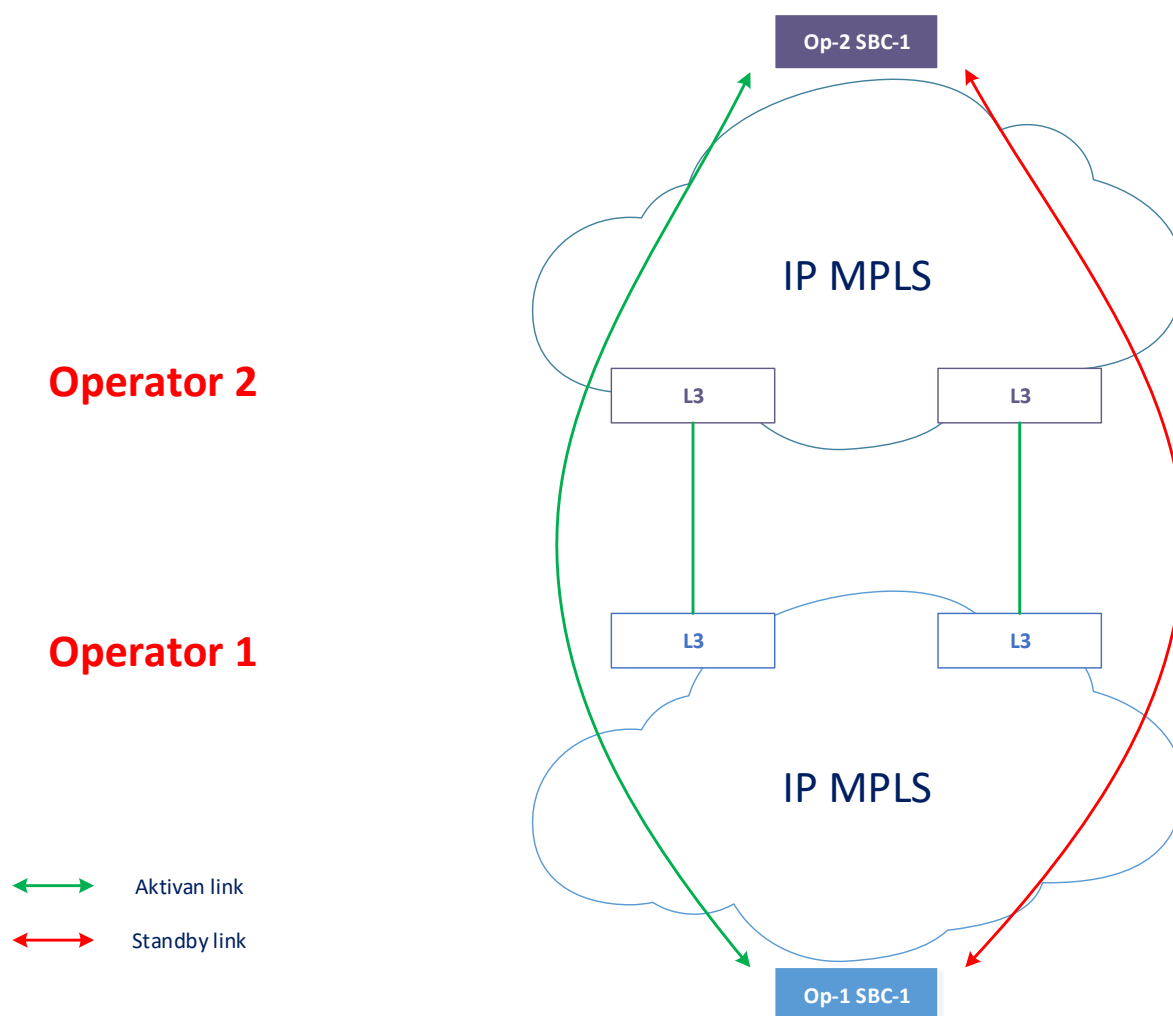 Op-2 SBC-1
IP MPLS
Operator 2
L3
L3
Operator 1
L3
L3
IP MPLS
Aktivan link
Standby link
Op-1 SBC-1